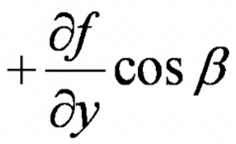 + ∂f/∂y cos β